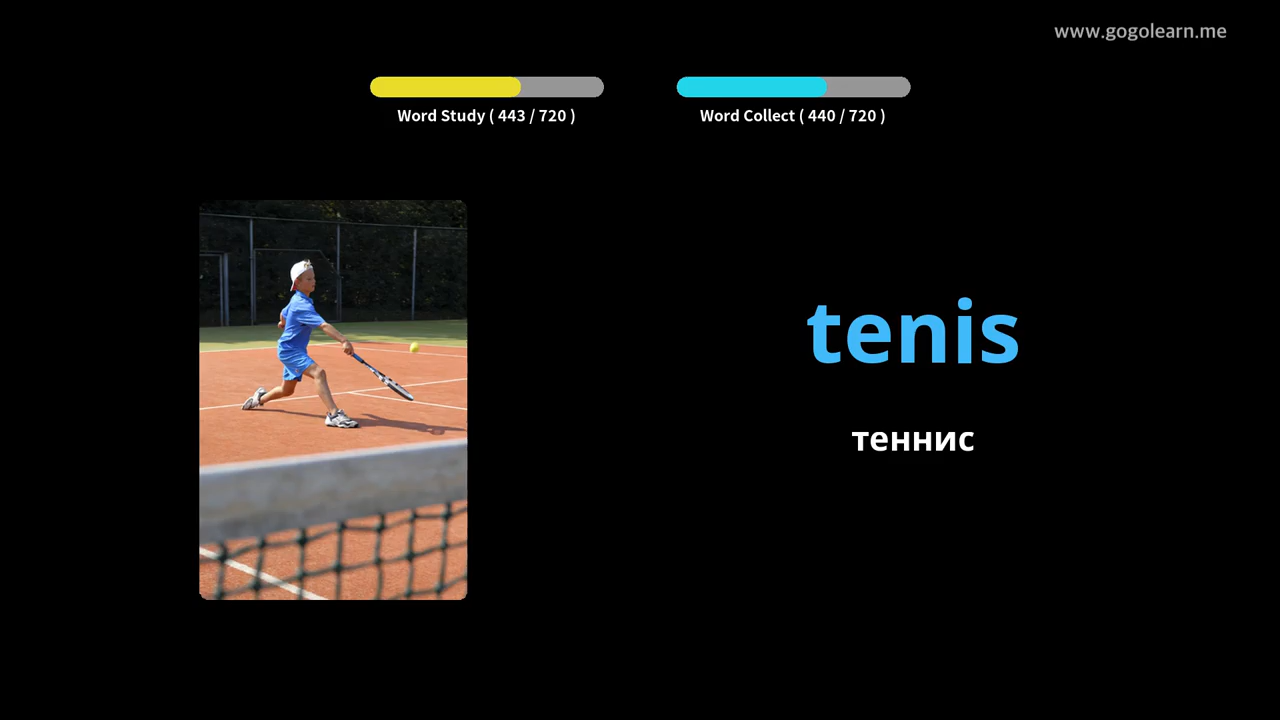 www.gogolearn.me
Word Study ( 443 / 720 )
Word Collect ( 440 / 720 )
tenis
теннис